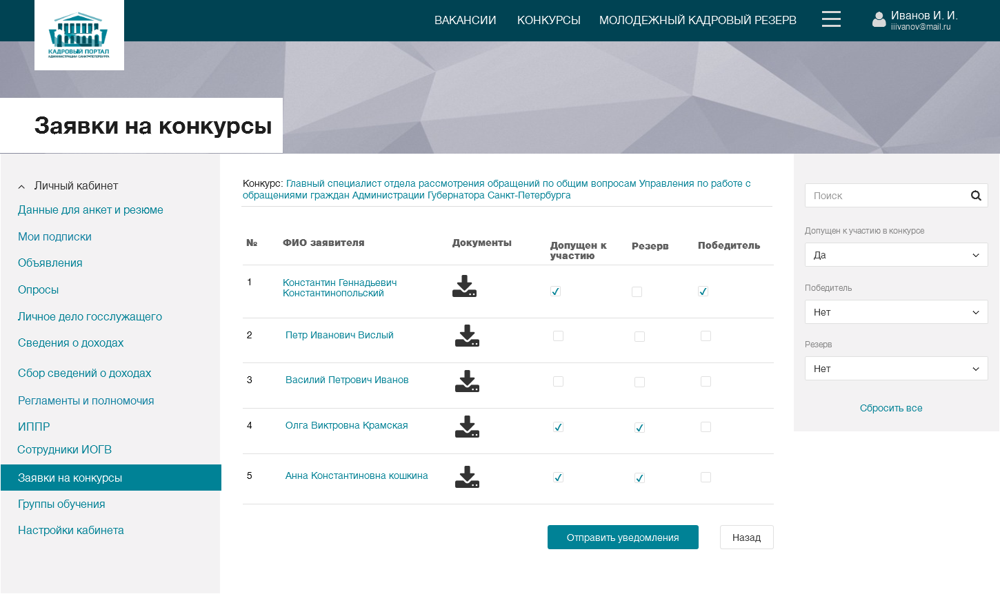 КАДРОВЫЙ ПОРТАЛ
АДМИНИСТРАЦИИ САНКТ-ПЕТЕРБУРГА
ВАКАНСИИ
КОНКУРСЫ
МОЛОДЕЖНЫЙ КАДРОВЫЙ РЕЗЕРВ
Иванов И. И.
iiivanov@mail.ru
Заявки на конкурсы
Личный кабинет
Данные для анкет и резюме
Мои подписки
Объявления
Опросы
Личное дело госслужащего
Сведения о доходах
Сбор сведений о доходах
Регламенты и полномочия
ИППР
Сотрудники ИОГВ
Заявки на конкурсы
Группы обучения
Настройки кабинета
Конкурс: Главный специалист отдела рассмотрения обращений по общим вопросам Управления по работе с
обращениями граждан Администрации Губернатора Санкт-Петербурга
№ ФИО заявителя Документы Допущен к Резерв Победитель
участию
1 Константин Геннадьевич
Константинопольский
2 Петр Иванович Вислый
3 Василий Петрович Иванов
4 Олга Виктровна Крамская
5 Анна Константиновна кошкина
Отправить уведомления
Назад
Поиск
Допущен к участию в конкурсе
Да
Победитель
Нет
Резерв
Нет
Сбросить все